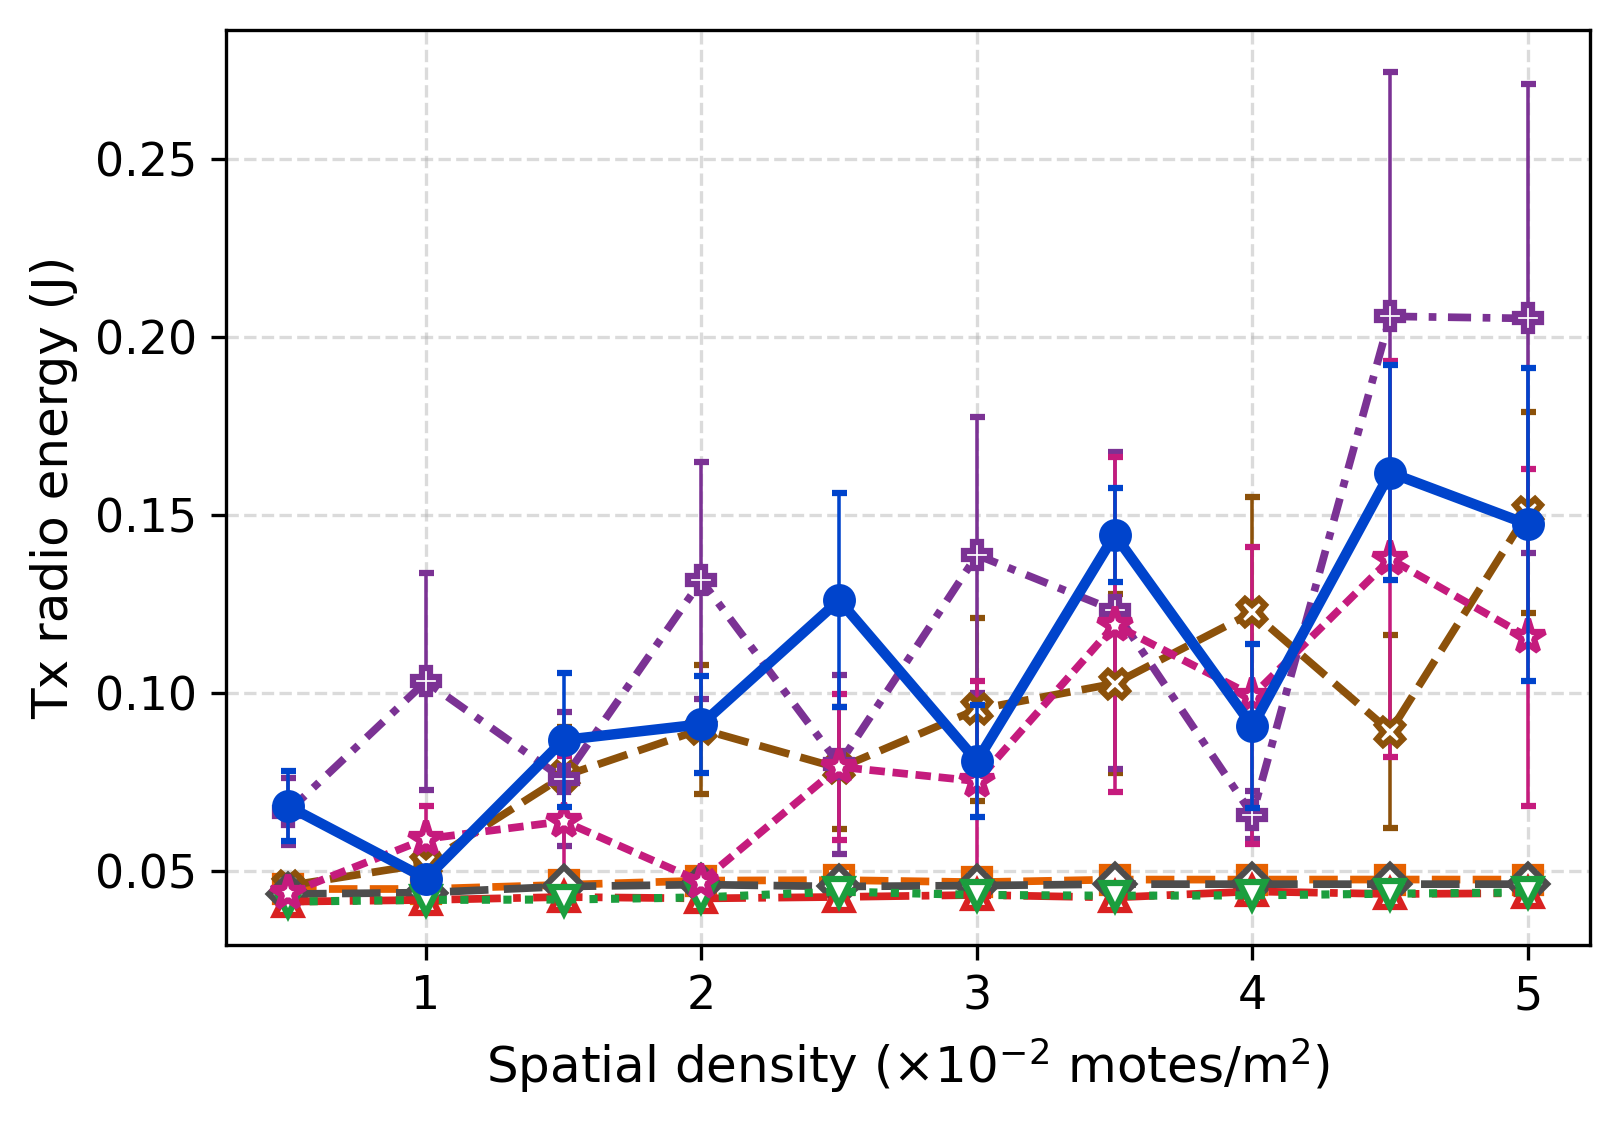 0.25
0.20
0.15
0.10
0.05
Tx radio energy (J)
1 2 3 4 5
Spatial density (×10⁻² motes/m²)